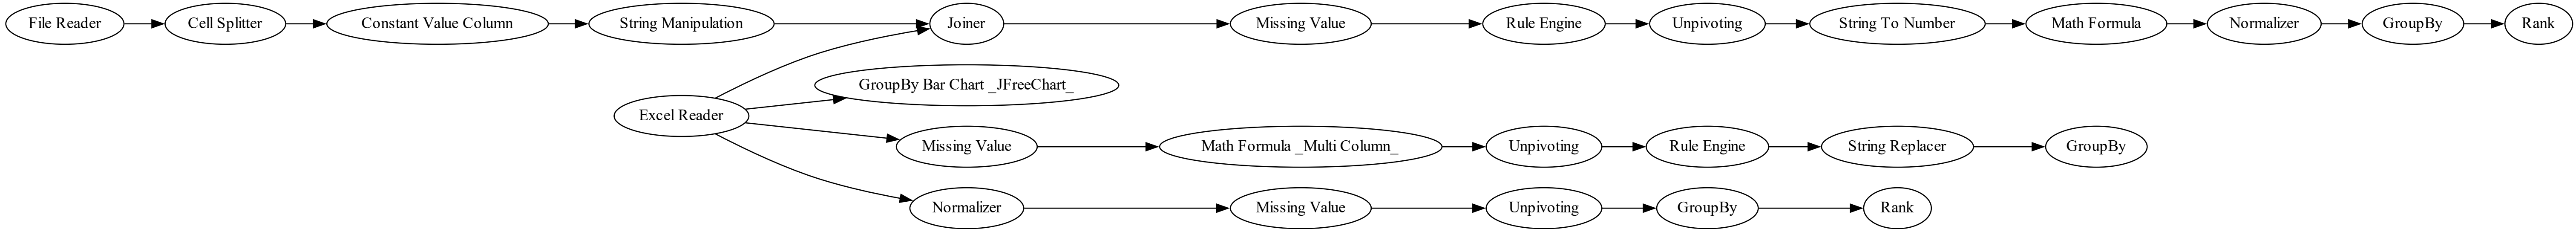 File Reader
Cell Splitter
Constant Value Column
String Manipulation
Joiner
Missing Value
Rule Engine
Unpivoting
String To Number
Math Formula
Normalizer
GroupBy
Rank
GroupBy Bar Chart _JFreeChart_
Excel Reader
Missing Value
Math Formula _Multi Column_
Unpivoting
Rule Engine
String Replacer
GroupBy
Normalizer
Missing Value
Unpivoting
GroupBy
Rank